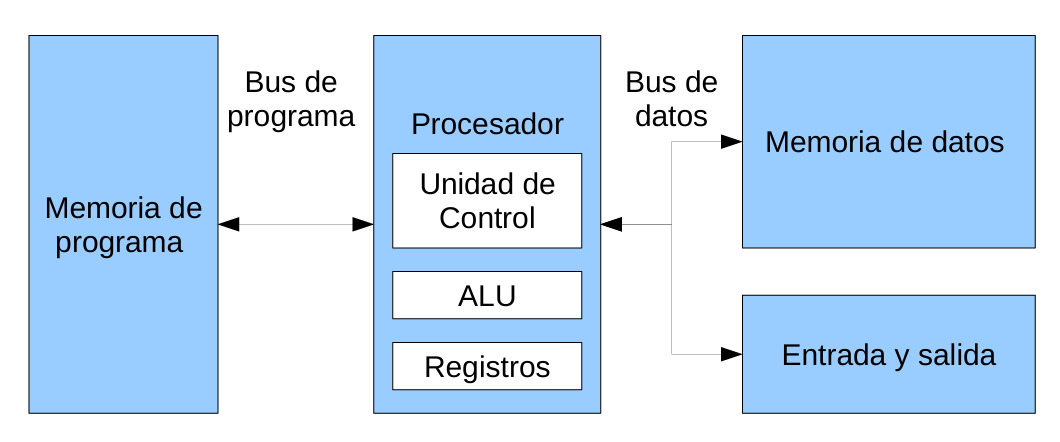 Memoria de
programa
Bus de
programa
Procesador
Unidad de
Control
ALU
Registros
Bus de
datos
Memoria de datos
Entrada y salida